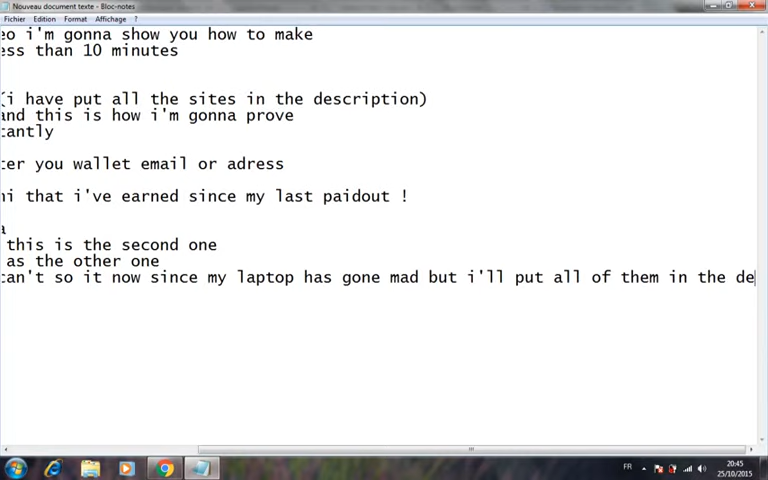 Nouveau document texte - Bloc-notes
Fichier Edition Format Affichage ?
eo i'm gonna show you how to make
ess than 10 minutes
(i have put all the sites in the description)
and this is how i'm gonna prove
tantly
ter you wallet email or adress
hi that i've earned since my last paidout !
a
this is the second one
as the other one
can't so it now since my laptop has gone mad but i'll put all of them in the de
FR
20:45
25/10/2015